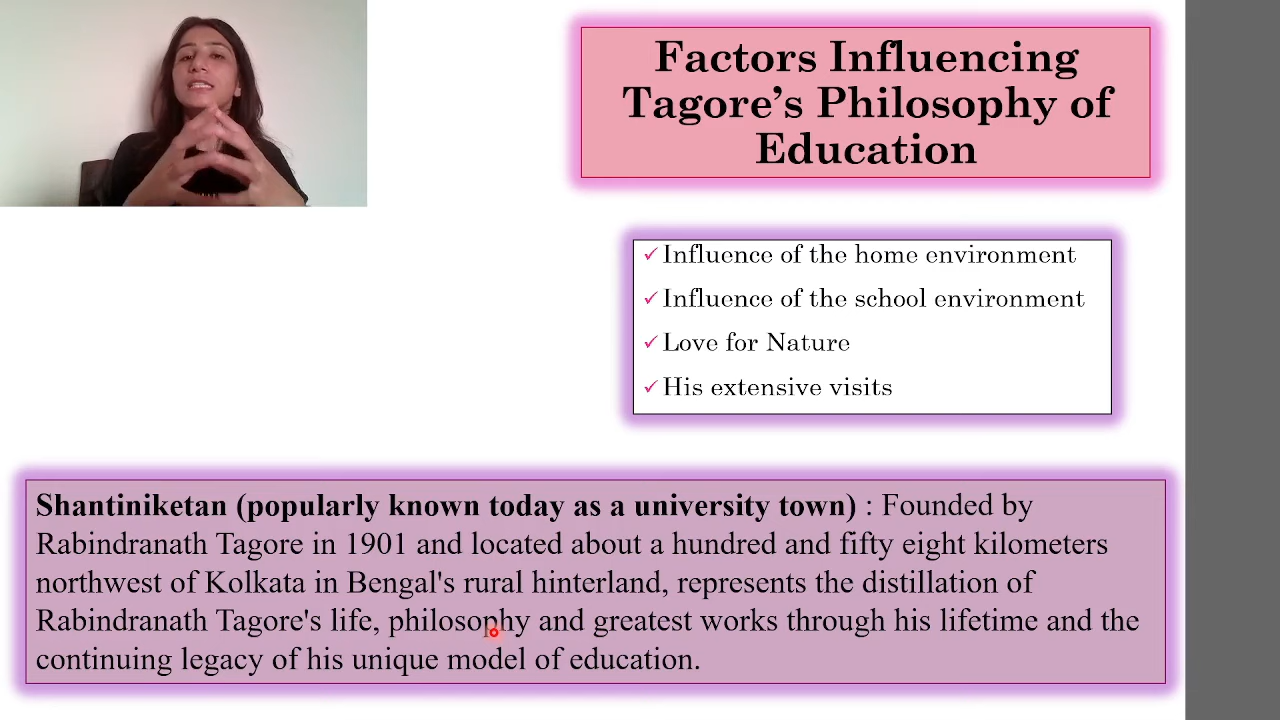 Factors Influencing
Tagore’s Philosophy of
Education
✓Influence of the home environment
✓Influence of the school environment
✓Love for Nature
✓His extensive visits
Shantiniketan (popularly known today as a university town) : Founded by
Rabindranath Tagore in 1901 and located about a hundred and fifty eight kilometers
northwest of Kolkata in Bengal's rural hinterland, represents the distillation of
Rabindranath Tagore's life, philosophy and greatest works through his lifetime and the
continuing legacy of his unique model of education.